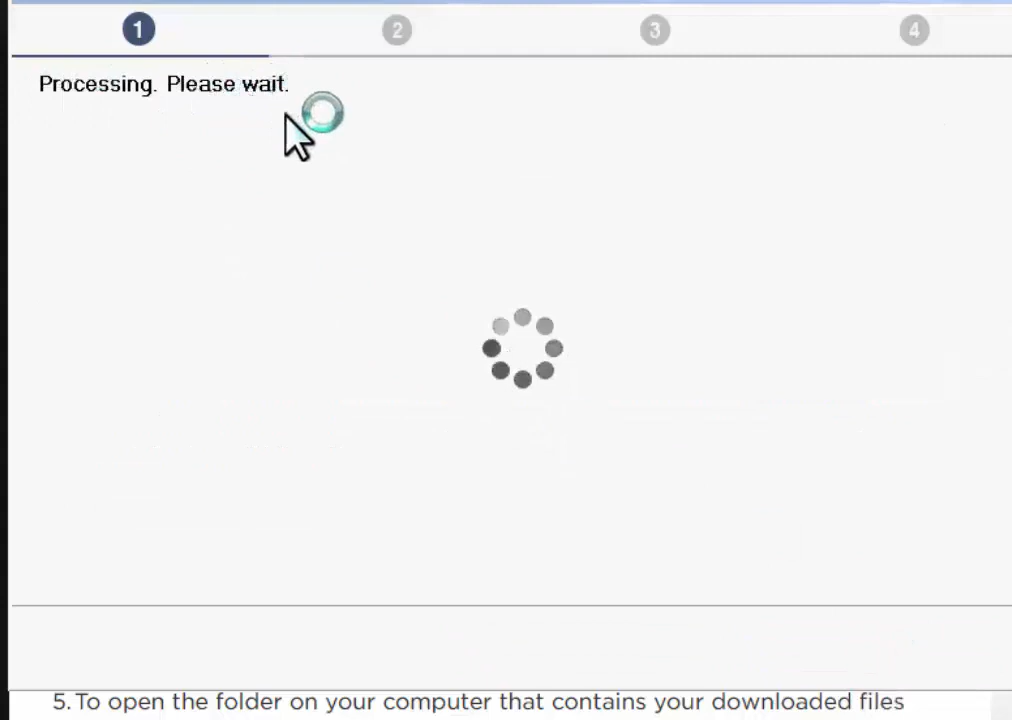 1 2 3 4
Processing. Please wait.
5. To open the folder on your computer that contains your downloaded files